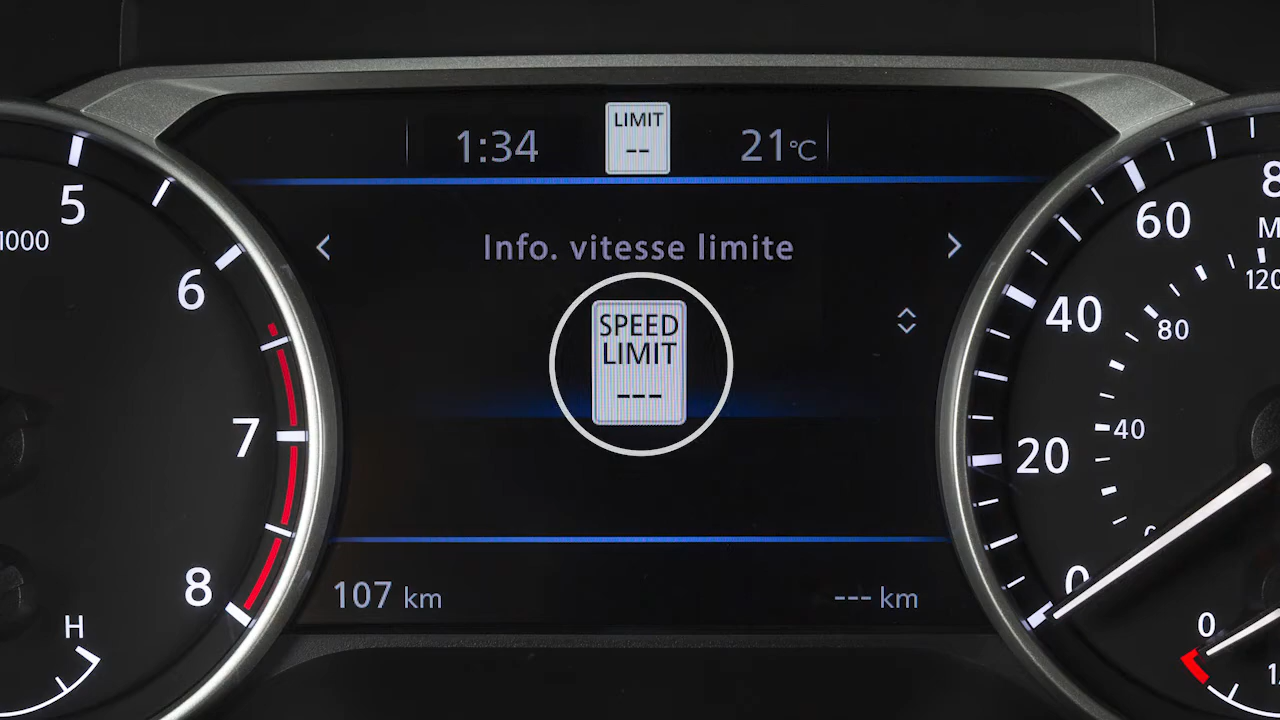 LIMIT
1:34
--
21°C
5
1000
6
7
8
H
Info. vitesse limite
SPEED
LIMIT
---
107 km
--- km
60
40
20
0
120
80
40
0